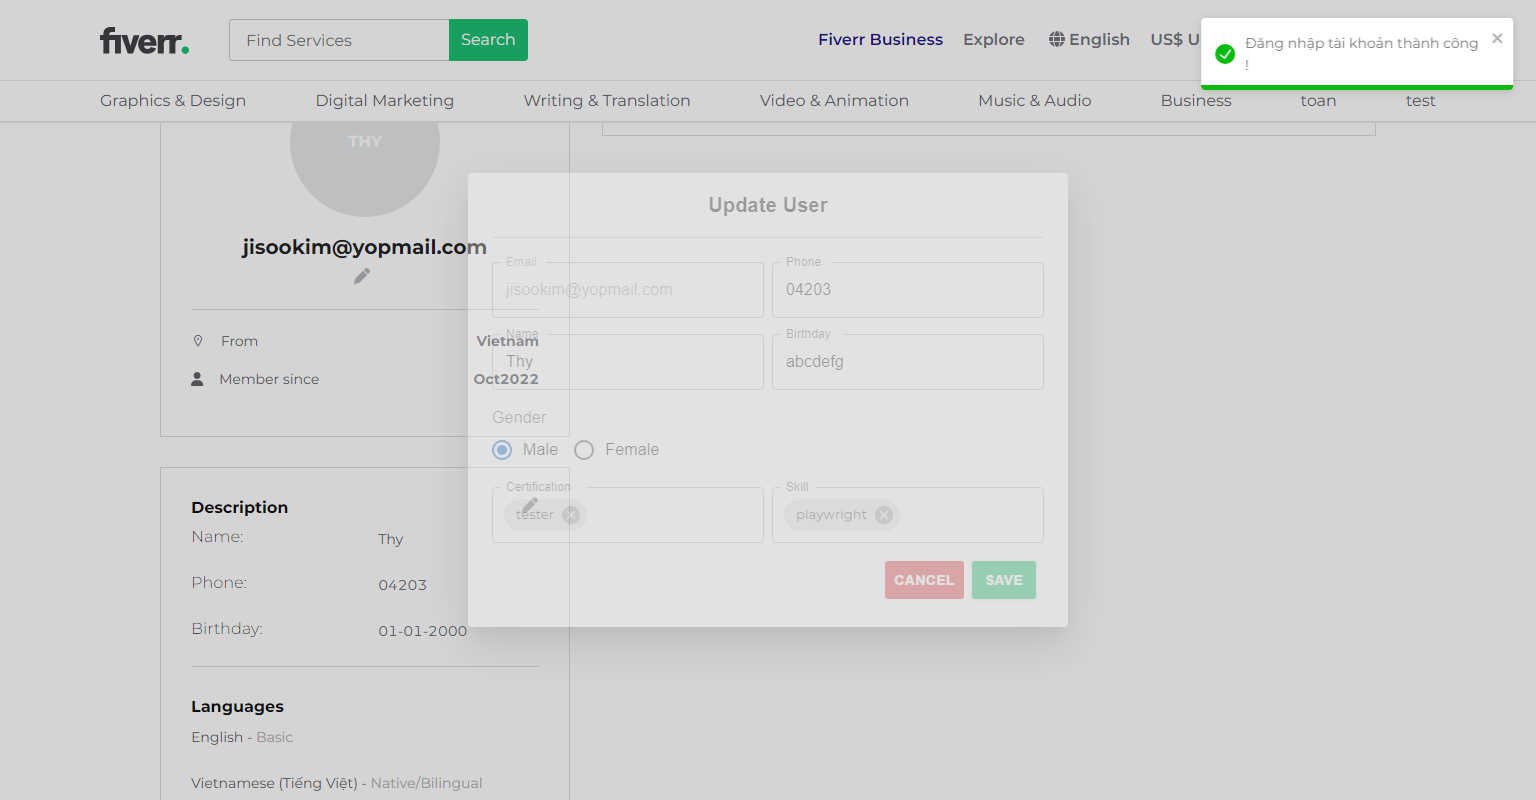 fiverr.
Find Services
Search
Fiverr Business
Explore
English
US$ U
Đăng nhập tài khoản thành công
!
Graphics & Design
Digital Marketing
Writing & Translation
Video & Animation
Music & Audio
Business
toan
test
THY
jisookim@yopmail.com
From
Vietnam
Member since
Oct2022
Description
Name:
Thy
Phone:
04203
Birthday:
01-01-2000
Languages
English - Basic
Vietnamese (Tiếng Việt) - Native/Bilingual
Update User
Email
jisookim@yopmail.com
Phone
04203
Name
Thy
Birthday
abcdefg
Gender
Male
Female
Certification
tester
Skill
playwright
CANCEL
SAVE